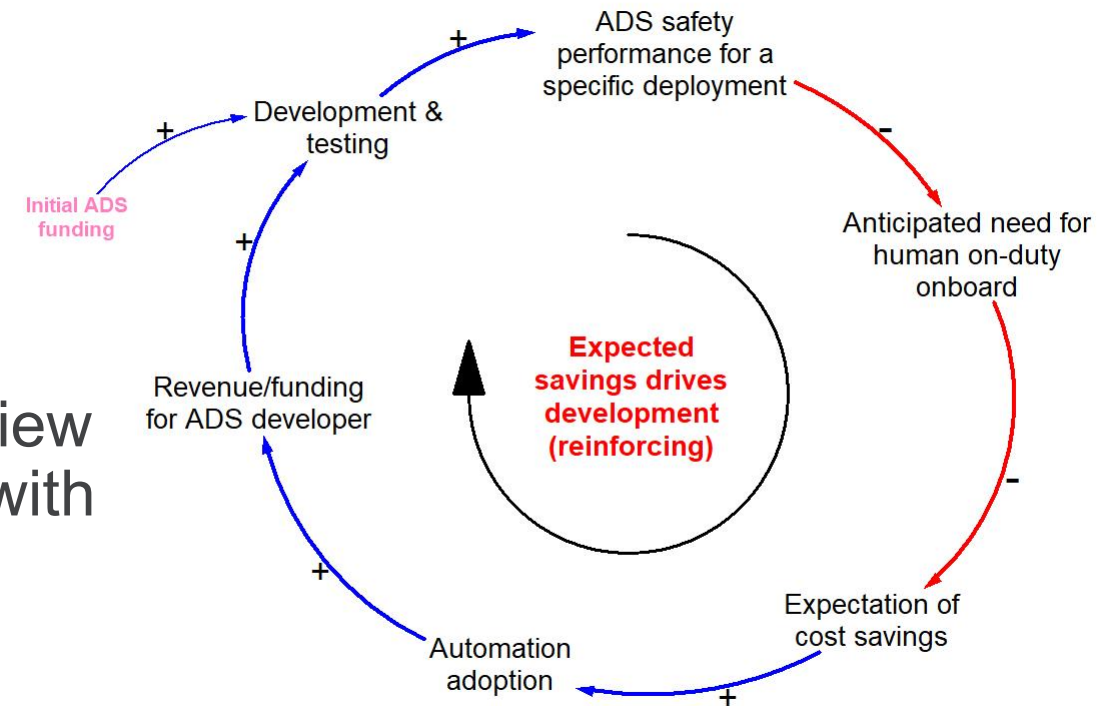 ADS safety
performance for a
specific deployment
+
Development &
testing
+
-
Initial ADS
funding
Anticipated need for
human on-duty
onboard
+
Expected
savings drives
development
(reinforcing)
Revenue/funding
for ADS developer
iew
with
-
+
Expectation of
cost savings
Automation
adoption
+